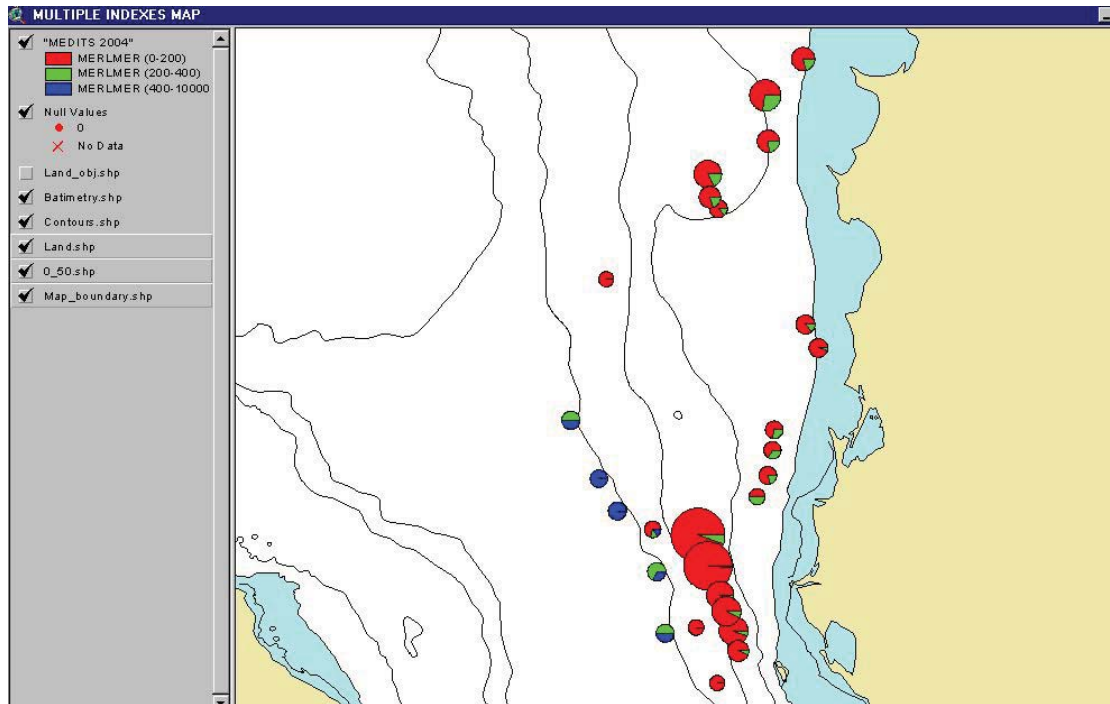 MULTIPLE INDEXES MAP
"MEDITS 2004"
MERLMER (0-200)
MERLMER (200-400)
MERLMER (400-10000
Null Values
0
No Data
Land_obj.shp
Batimetry.shp
Contours.shp
Land.shp
0_50.shp
Map_boundary.shp